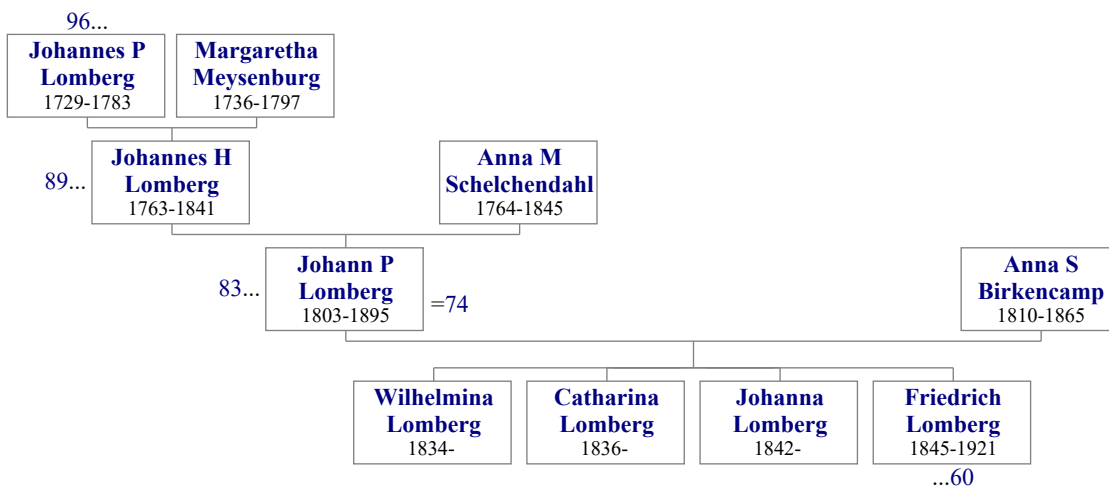 96...
Johannes P
Lomberg
1729-1783
Margaretha
Meysenburg
1736-1797
89...
Johannes H
Lomberg
1763-1841
Anna M
Schelchendahl
1764-1845
83...
Johann P
Lomberg
1803-1895
=74
Anna S
Birkencamp
1810-1865
Wilhelmina
Lomberg
1834-
Catharina
Lomberg
1836-
Johanna
Lomberg
1842-
Friedrich
Lomberg
1845-1921
...60